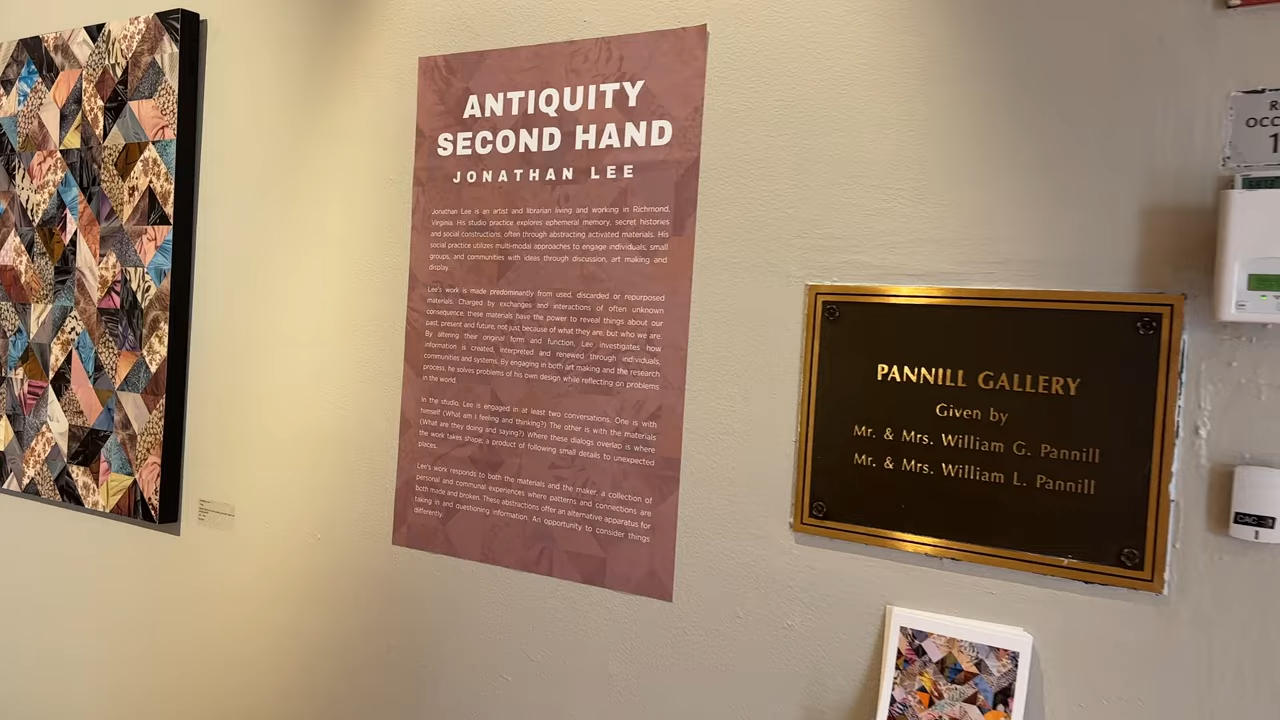 ANTIQUITY
SECOND HAND
JONATHAN LEE
Jonathan Lee is an artist and librarian living and working in Richmond,
Virginia. His studio practice explores ephemeral memory, secret histories
and social constructions, often through abstracting activated materials. His
social practice utilizes multi-modal approaches to engage individuals, small
groups, and communities with ideas through discussion, art making and
display.
Lee's work is made predominantly from used, discarded or repurposed
materials. Charged by exchanges and interactions of often unknown
consequence, these materials have the power to reveal things about our
past, present and future, not just because of what they are, but who we are.
By altering their original form and function, Lee investigates how
information is created, interpreted and renewed through individuals,
communities and systems. By engaging in both art making and the research
process, he solves problems of his own design while reflecting on problems
in the world.
In the studio, Lee is engaged in at least two conversations. One is with
himself (What am I feeling and thinking?) The other is with the materials
(What are they doing and saying?) Where these dialogs overlap is where
the work takes shape; a product of following small details to unexpected
places.
Lee's work responds to both the materials and the maker, a collection of
personal and communal experiences where patterns and connections are
both made and broken. These abstractions offer an alternative apparatus for
taking in and questioning information. An opportunity to consider things
differently.
PANNILL GALLERY
Given by
Mr. & Mrs. William G. Pannill
Mr. & Mrs. William L. Pannill
R
OCC
1
CAC-